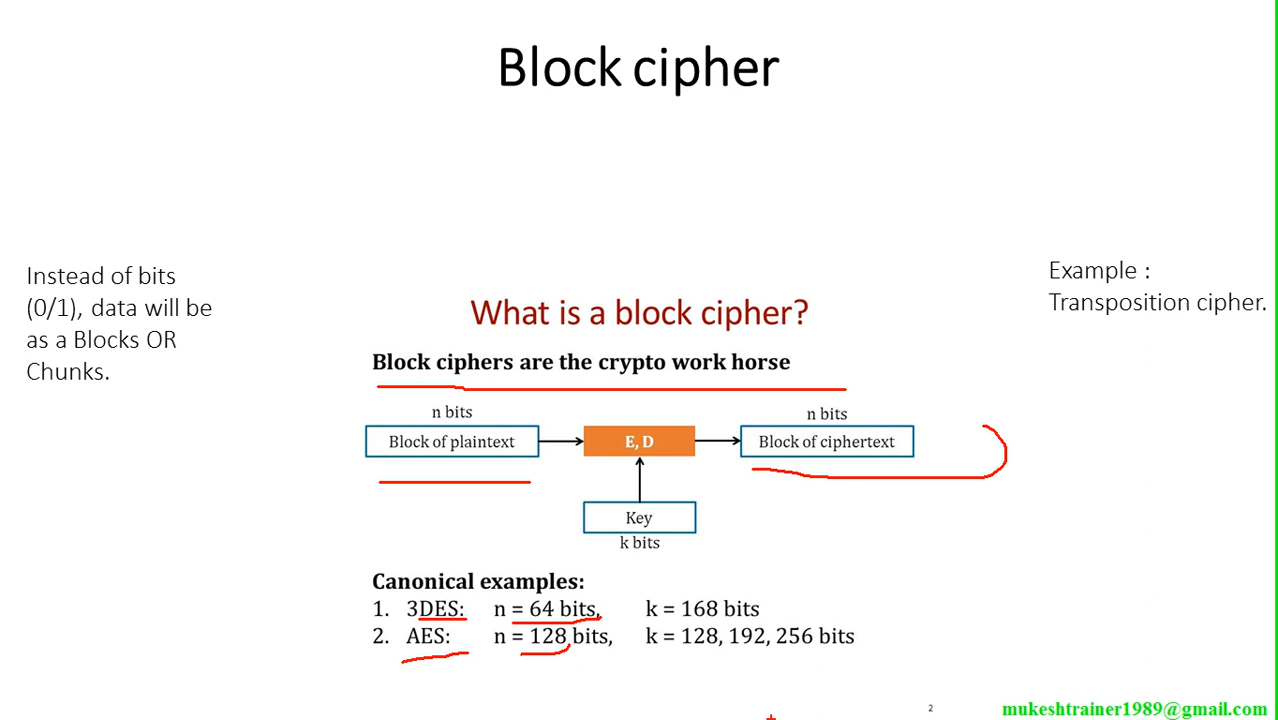 Block cipher
Instead of bits
(0/1), data will be
as a Blocks OR
Chunks.
Example :
Transposition cipher.
What is a block cipher?
Block ciphers are the crypto work horse
n bits
n bits
Block of plaintext
E, D
Block of ciphertext
Key
k bits
Canonical examples:
1. 3DES: n = 64 bits, k = 168 bits
2. AES: n = 128 bits, k = 128, 192, 256 bits
2
mukeshtrainer1989@gmail.com